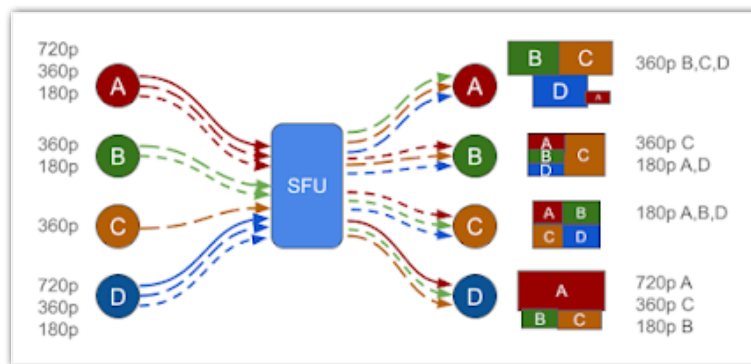 720p
360p
180p
A
360p
180p
B
360p
C
720p
360p
180p
D
SFU
A
B C
D
A
360p B,C,D
B
A
B
D
C
360p C
180p A,D
C
A B
C D
180p A,B,D
D
A
B C
720p A
360p C
180p B